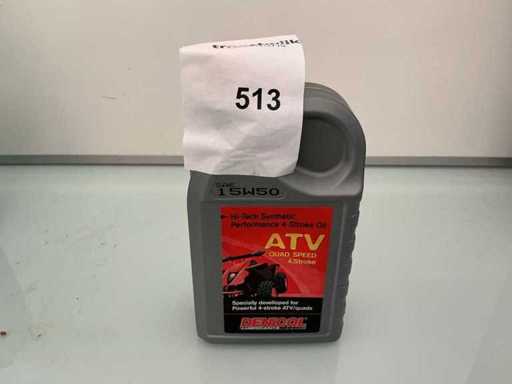 513
SAE
15W50
Hi-Tech Synthetic
Performance 4-Stroke Oil
ATV
QUAD SPEED
4.Stroke
Specially developed for
Powerful 4-stroke ATV/quads
DENICOL